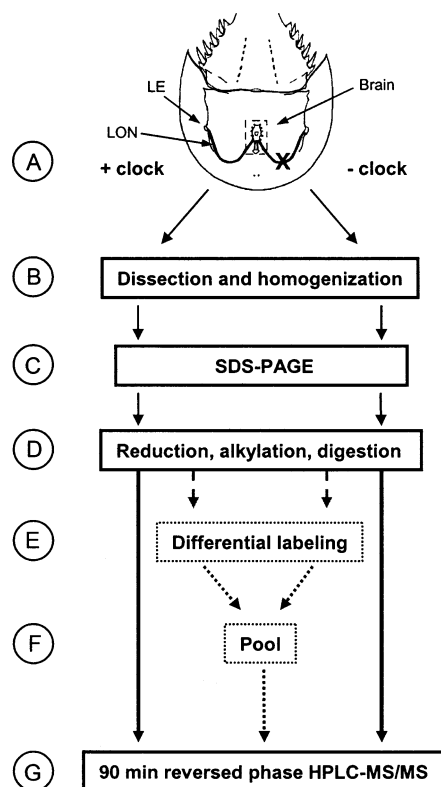 LE
Brain
LON
A
+ clock
X
- clock
B
Dissection and homogenization
C
SDS-PAGE
D
Reduction, alkylation, digestion
E
Differential labeling
F
Pool
G
90 min reversed phase HPLC-MS/MS